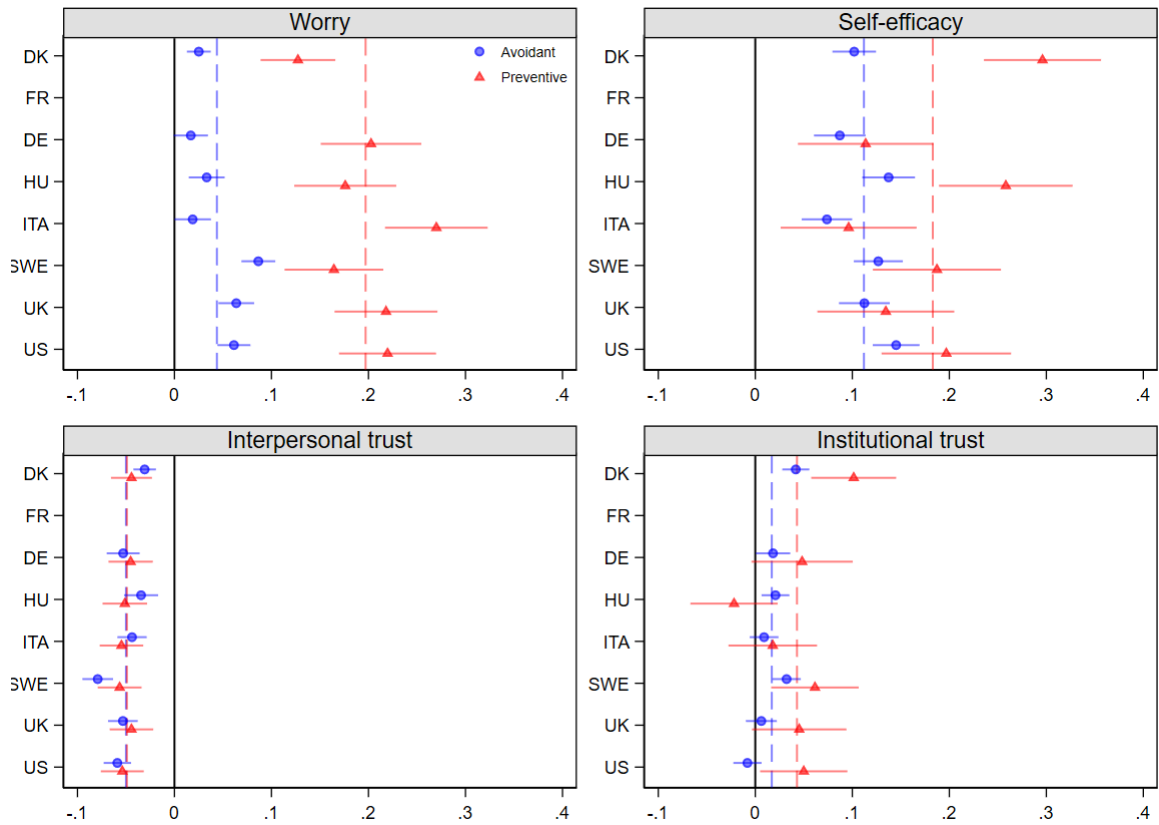 Worry
Avoidant
Preventive
DK
FR
DE
HU
ITA
SWE
UK
US
-.1 0 .1 .2 .3 .4
Self-efficacy
DK
FR
DE
HU
ITA
SWE
UK
US
-.1 0 .1 .2 .3 .4
Interpersonal trust
DK
FR
DE
HU
ITA
SWE
UK
US
-.1 0 .1 .2 .3 .4
Institutional trust
DK
FR
DE
HU
ITA
SWE
UK
US
-.1 0 .1 .2 .3 .4